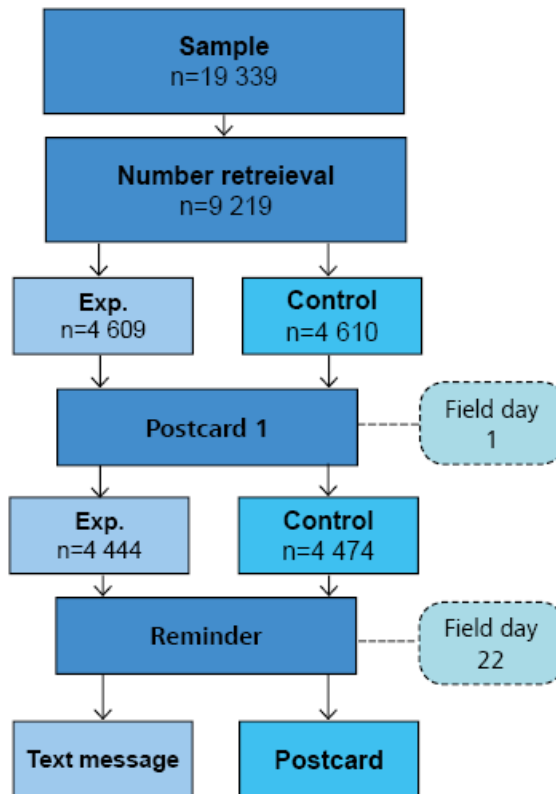 Sample
n=19 339
Number retreieval
n=9 219
Exp.
n=4 609
Control
n=4 610
Postcard 1
Field day
1
Exp.
n=4 444
Control
n=4 474
Reminder
Field day
22
Text message
Postcard